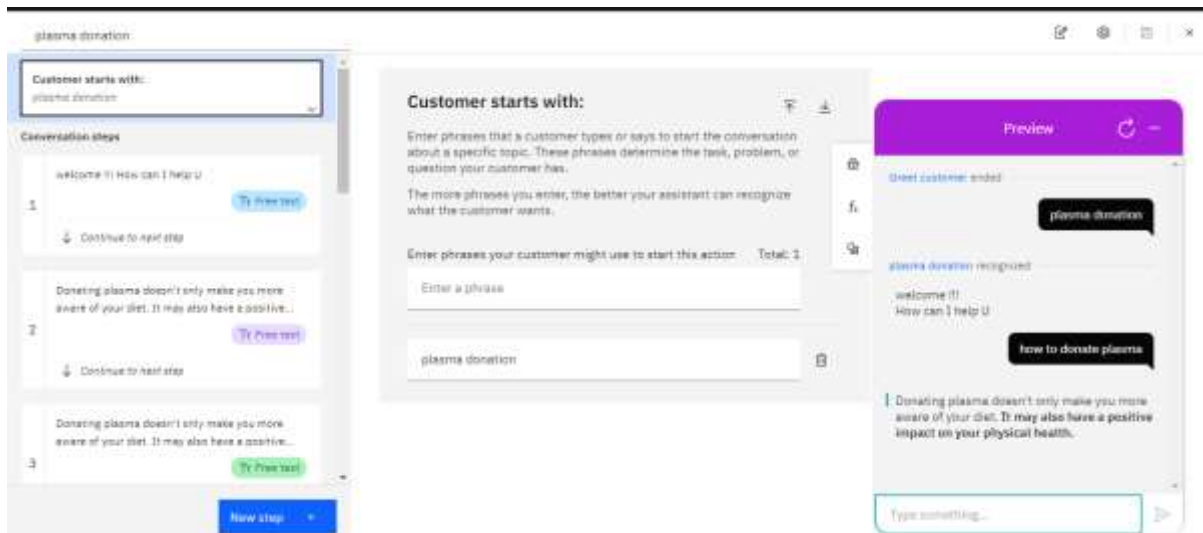 plasma donation
Customer starts with:
plasma donation
Conversation steps
1
welcome !!! How can I help U
Free text
Continue to next step
2
Donating plasma doesn't only make you more
aware of your diet. It may also have a positive...
Free text
Continue to next step
3
Donating plasma doesn't only make you more
aware of your diet. It may also have a positive...
Free text
New step +
Customer starts with:
Enter phrases that a customer types or says to start the conversation
about a specific topic. These phrases determine the task, problem, or
question your customer has.
The more phrases you enter, the better your assistant can recognize
what the customer wants.
Enter phrases your customer might use to start this action Total: 1
Enter a phrase
plasma donation
fx
Preview
Greet customer ended
plasma donation
plasma donation recognized
welcome !!!
How can I help U
how to donate plasma
Donating plasma doesn't only make you more
aware of your diet. It may also have a positive
impact on your physical health.
Type something...